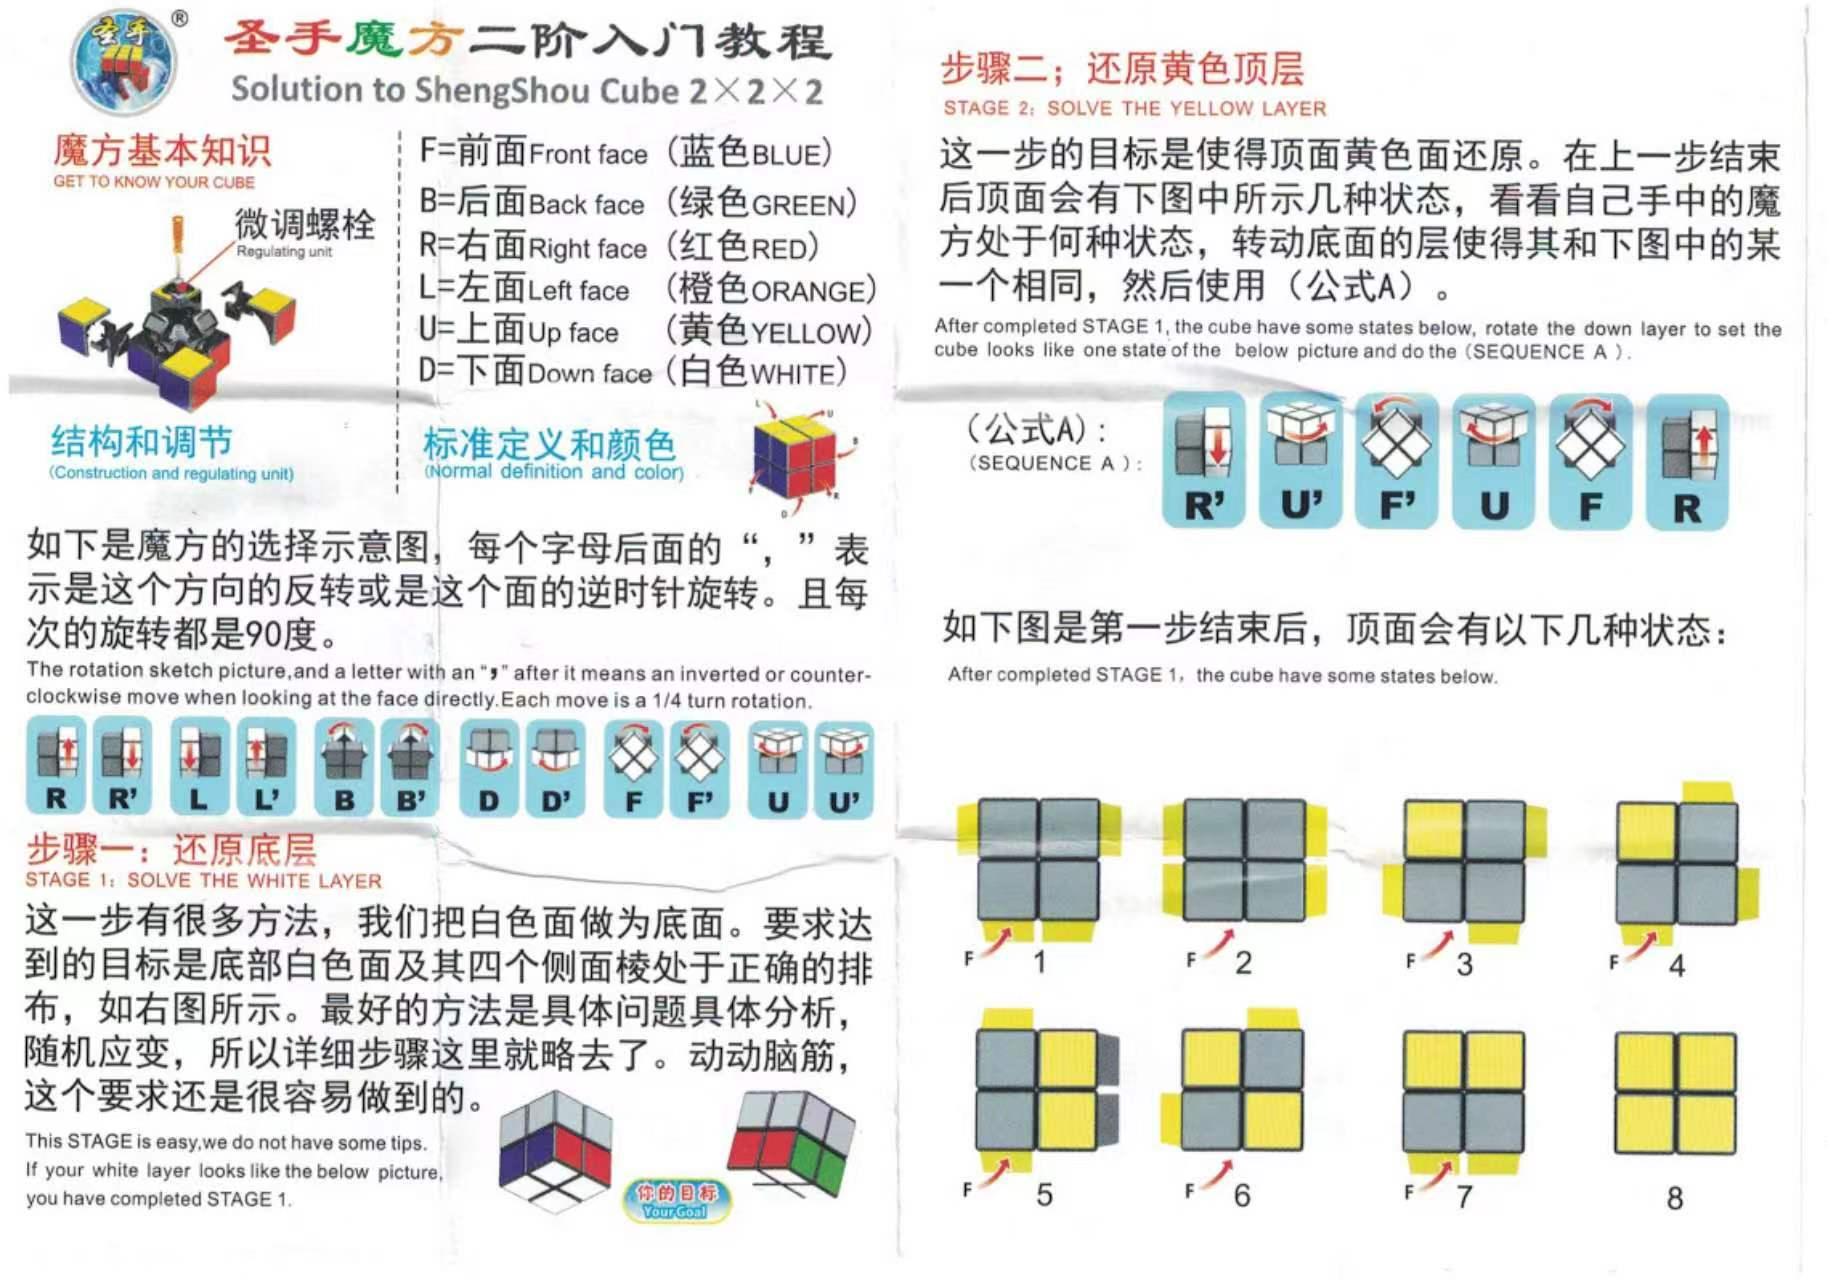 圣手 ®
圣手魔方二阶入门教程
Solution to ShengShou Cube 2×2×2
魔方基本知识
GET TO KNOW YOUR CUBE
微调螺栓
Regulating unit
结构和调节
(Construction and regulating unit)
F=前面Front face（蓝色BLUE）
B=后面Back face（绿色GREEN）
R=右面Right face（红色RED）
L=左面Left face（橙色ORANGE）
U=上面Up face（黄色YELLOW）
D=下面Down face（白色WHITE）
标准定义和颜色
(Normal definition and color)
L
U
B
F
R
D
如下是魔方的选择示意图，每个字母后面的“，”表
示是这个方向的反转或是这个面的逆时针旋转。且每
次的旋转都是90度。
The rotation sketch picture,and a letter with an “❜” after it means an inverted or counter-
clockwise move when looking at the face directly.Each move is a 1/4 turn rotation.
R R’ L L’ B B’ D D’ F F’ U U’
步骤一：还原底层
STAGE 1: SOLVE THE WHITE LAYER
这一步有很多方法，我们把白色面做为底面。要求达
到的目标是底部白色面及其四个侧面棱处于正确的排
布，如右图所示。最好的方法是具体问题具体分析，
随机应变，所以详细步骤这里就略去了。动动脑筋，
这个要求还是很容易做到的。
This STAGE is easy,we do not have some tips.
If your white layer looks like the below picture,
you have completed STAGE 1.
你的目标
Your Goal
步骤二；还原黄色顶层
STAGE 2: SOLVE THE YELLOW LAYER
这一步的目标是使得顶面黄色面还原。在上一步结束
后顶面会有下图中所示几种状态，看看自己手中的魔
方处于何种状态，转动底面的层使得其和下图中的某
一个相同，然后使用（公式A）。
After completed STAGE 1, the cube have some states below, rotate the down layer to set the
cube looks like one state of the below picture and do the (SEQUENCE A ).
（公式A）:
(SEQUENCE A ):
R’ U’ F’ U F R
如下图是第一步结束后，顶面会有以下几种状态：
After completed STAGE 1, the cube have some states below.
F 1
F 2
F 3
F 4
F 5
F 6
F 7
8